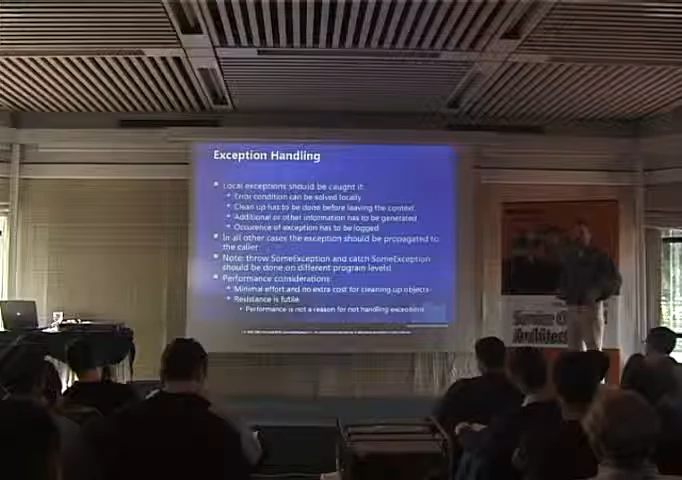 Exception Handling
Local exceptions should be caught if:
Error condition can be solved locally
Clean up has to be done before leaving the context
Additional or other information has to be generated
Occurence of exception has to be logged
In all other cases the exception should be propagated to
the caller
Note: throw SomeException and catch SomeException
should be done on different program levels!
Performance considerations:
Minimal effort and no extra cost for cleaning up objects
Resistance is futile
Performance is not a reason for not handling exceptions
Architect